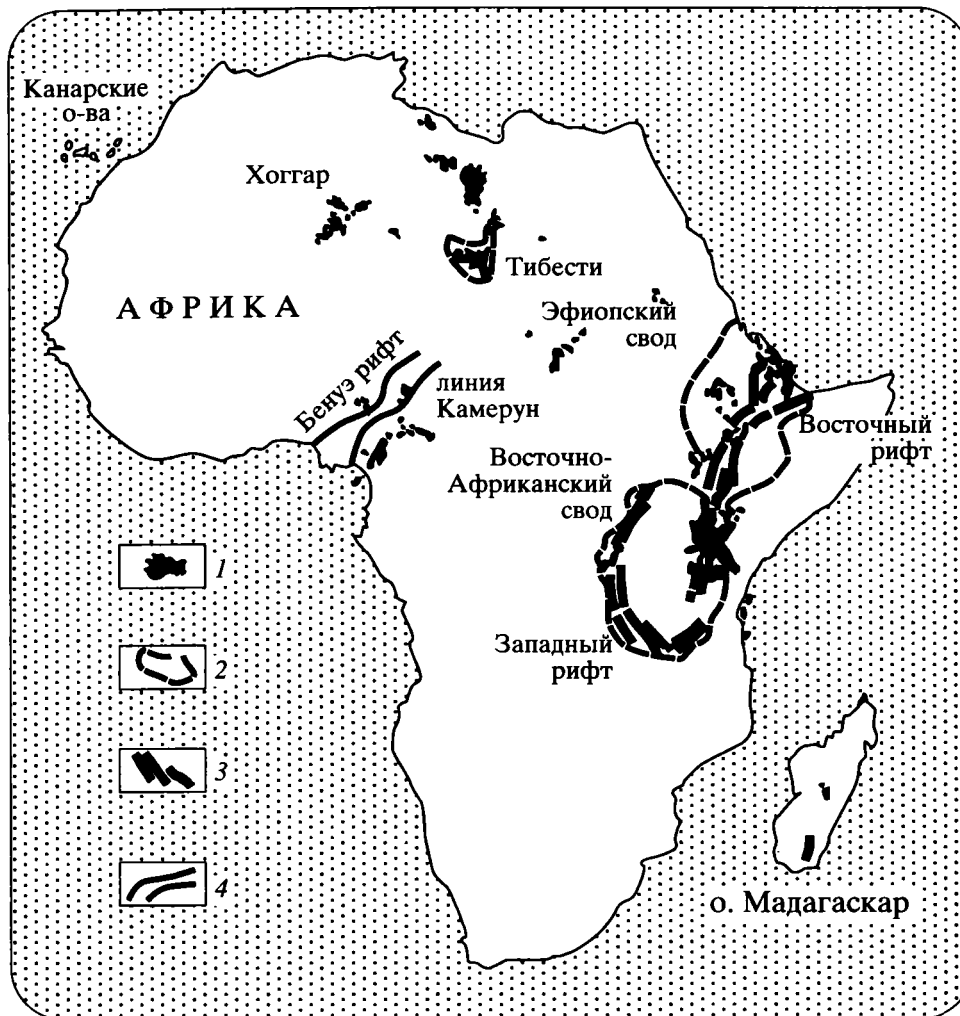 Канарские
о-ва
Хоггар
Тибести
АФРИКА
Эфиопский
свод
Бенуэ рифт
линия
Камерун
Восточный
рифт
Восточно-
Африканский
свод
1
2
Западный
рифт
3
4
о. Мадагаскар